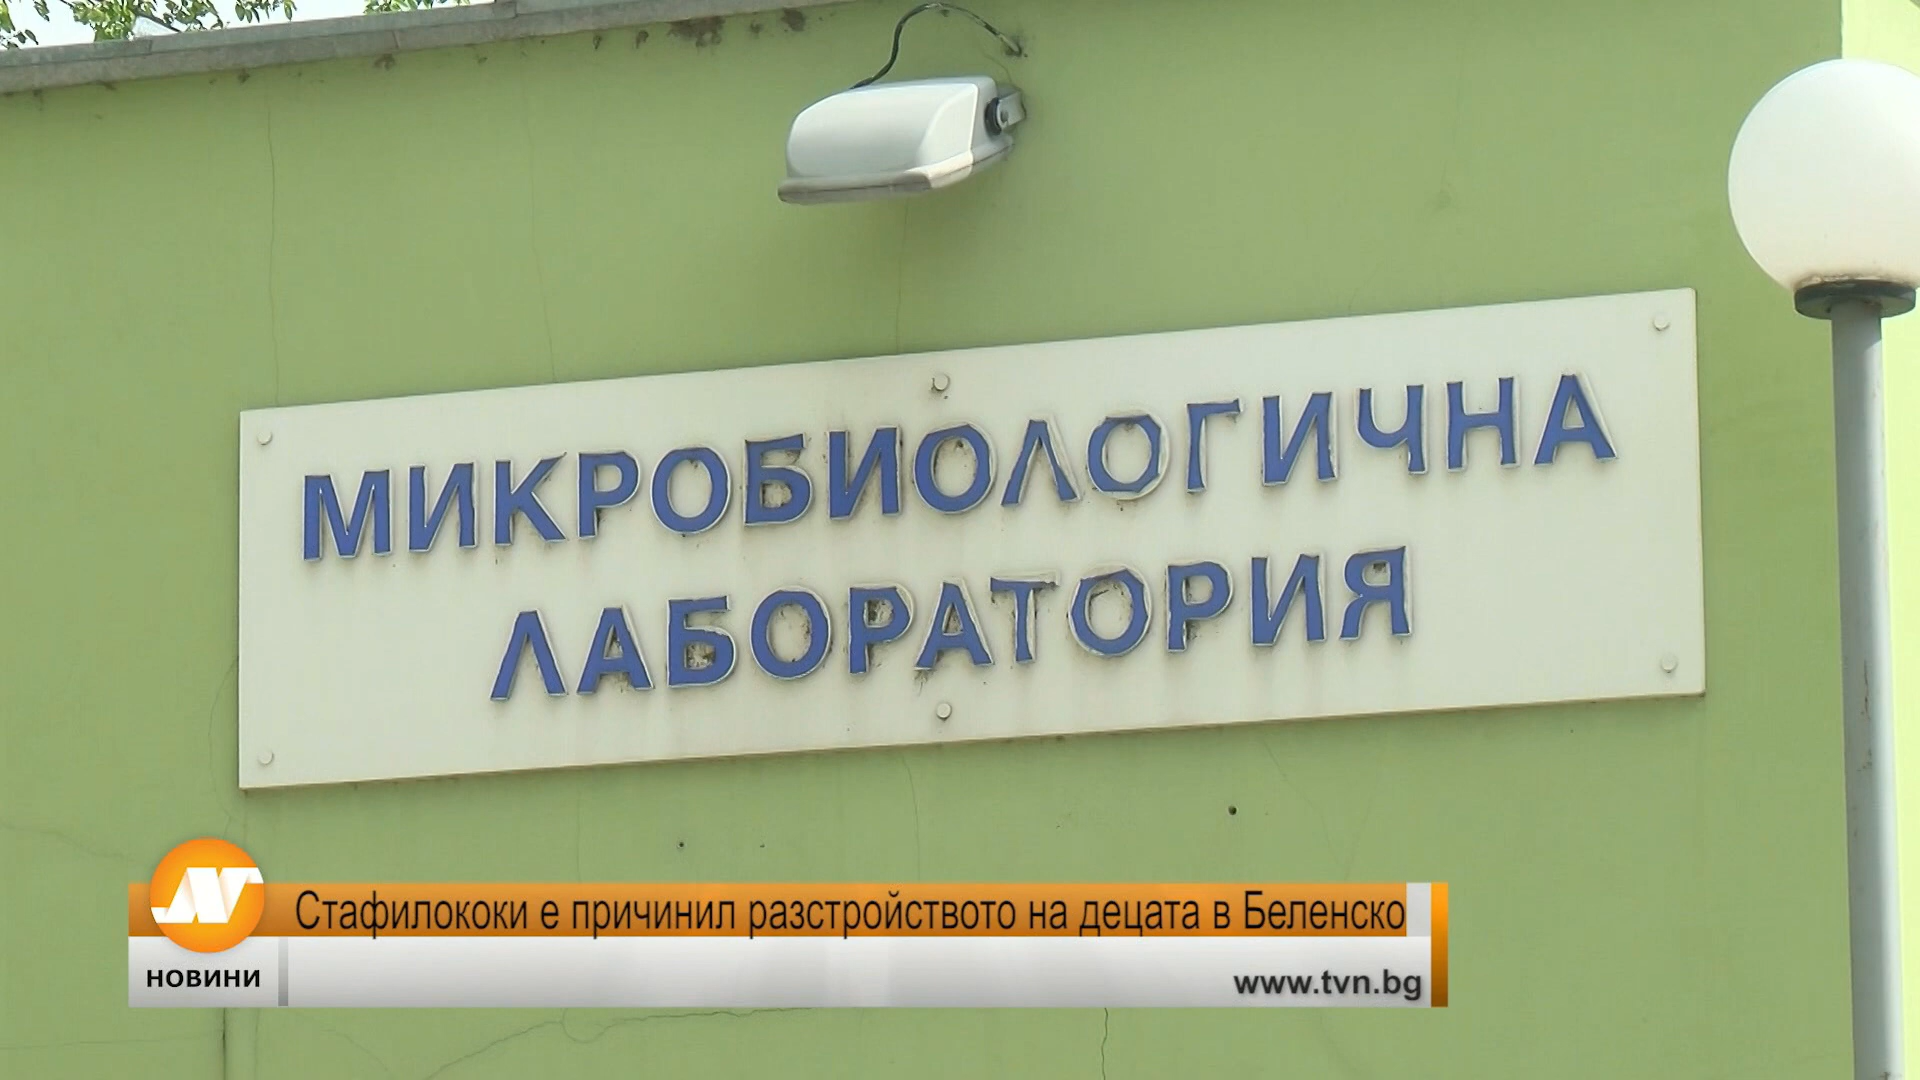 МИКРОБИОЛОГИЧНА
ЛАБОРАТОРИЯ
Стафилококи е причинил разстройството на децата в Беленско
НОВИНИ
www.tvn.bg